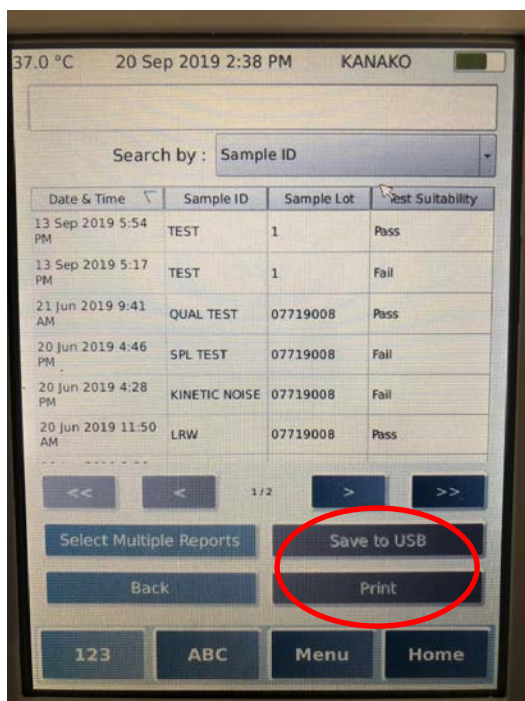 37.0 °C 20 Sep 2019 2:38 PM KANAKO
Search by : Sample ID
Date & Time Sample ID Sample Lot Test Suitability
13 Sep 2019 5:54 PM TEST 1 Pass
13 Sep 2019 5:17 PM TEST 1 Fail
21 Jun 2019 9:41 AM QUAL TEST 07719008 Pass
20 Jun 2019 4:46 PM SPL TEST 07719008 Fail
20 Jun 2019 4:28 PM KINETIC NOISE 07719008 Fail
20 Jun 2019 11:50 AM LRW 07719008 Pass
<< < 1/2 > >>
Select Multiple Reports Save to USB
Back Print
123 ABC Menu Home